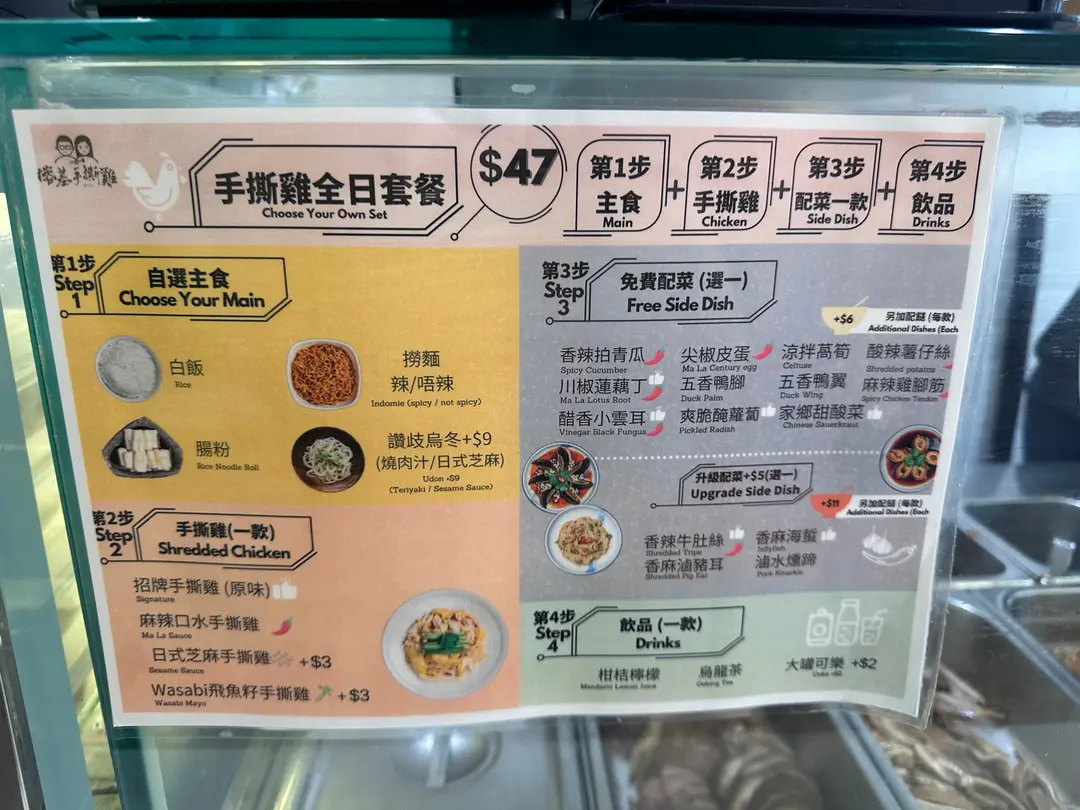 手撕雞
手撕雞全日套餐
Choose Your Own Set
$47
第1步
主食
Main
+
第2步
手撕雞
Chicken
+
第3步
配菜一款
Side Dish
+
第4步
飲品
Drinks
第1步
Step
1
自選主食
Choose Your Main
白飯
Rice
撈麵
辣/唔辣
Indomie (spicy / not spicy)
腸粉
Rice Noodle Roll
讚歧烏冬+$9
(燒肉汁/日式芝麻)
Udon +$9
(Teriyaki / Sesame Sauce)
第2步
Step
2
手撕雞(一款)
Shredded Chicken
招牌手撕雞 (原味)
Signature
麻辣口水手撕雞
Ma La Sauce
日式芝麻手撕雞 +$3
Sesame Sauce
Wasabi飛魚籽手撕雞 +$3
Wasabi Mayo
第3步
Step
3
免費配菜 (選一)
Free Side Dish
+$6
另加配餸 (每款)
Additional Dishes (Each
香辣拍青瓜
Spicy Cucumber
尖椒皮蛋
Ma La Century egg
涼拌萵筍
Celtuse
酸辣薯仔絲
Shredded potatos
川椒蓮藕丁
Ma La Lotus Root
五香鴨腳
Duck Palm
五香鴨翼
Duck Wing
麻辣雞腳筋
Spicy Chicken Tendon
醋香小雲耳
Vinegar Black Fungus
爽脆醃蘿蔔
Pickled Radish
家鄉甜酸菜
Chinese Sauerkraut
升級配菜+$5(選一)
Upgrade Side Dish
+$11
另加配餸 (每款)
Additional Dishes (Each
香辣牛肚絲
Shredded Tripe
香麻海蜇
Jellyfish
香麻滷豬耳
Shredded Pig Ear
滷水燻蹄
Pork Knuckle
第4步
Step
4
飲品 (一款)
Drinks
柑桔檸檬
Mandarin Lemon Juice
烏龍茶
Oolong Tea
大罐可樂 +$2
Coke +$2